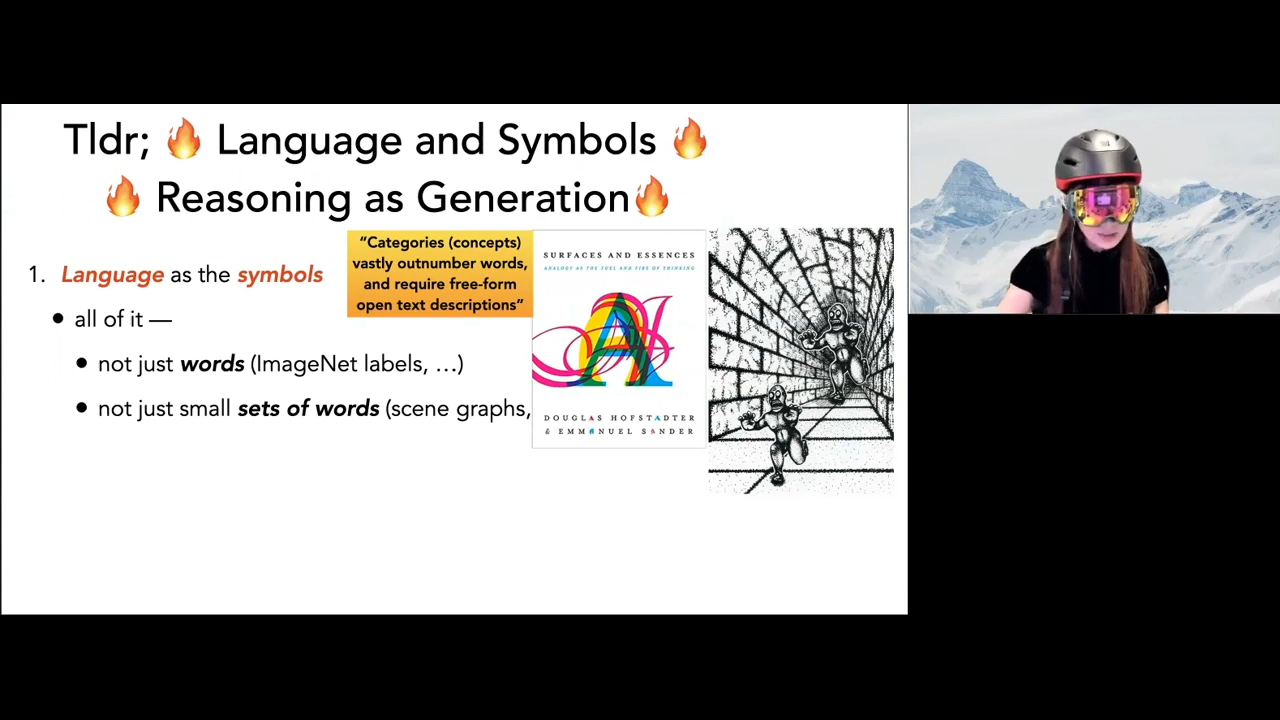 Tldr; 🔥 Language and Symbols 🔥
🔥 Reasoning as Generation🔥
1. Language as the symbols
• all of it —
• not just words (ImageNet labels, …)
• not just small sets of words (scene graphs,
“Categories (concepts)
vastly outnumber words,
and require free-form
open text descriptions”
SURFACES AND ESSENCES
ANALOGY AS THE FUEL AND FIRE OF THINKING
DOUGLAS HOFSTADTER
& EMMANUEL SANDER